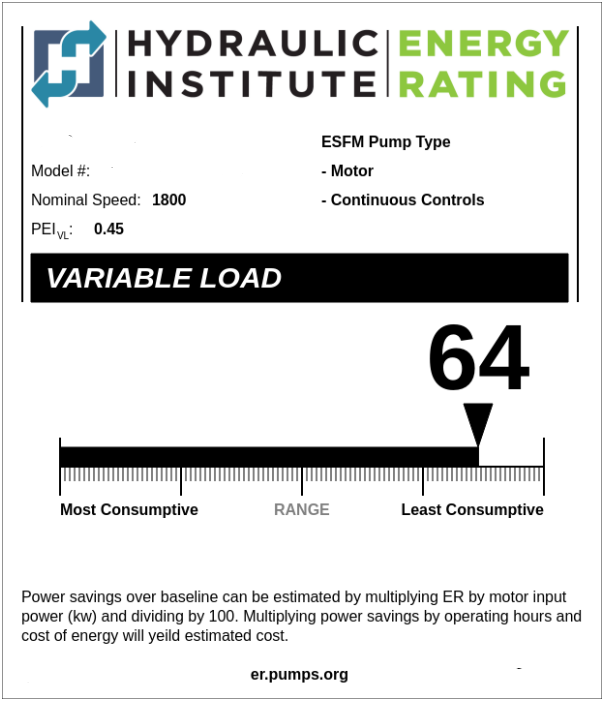 HYDRAULIC INSTITUTE ENERGY RATING
ESFM Pump Type
Model #:
- Motor
Nominal Speed: 1800
- Continuous Controls
PEIVL: 0.45
VARIABLE LOAD
64
Most Consumptive RANGE Least Consumptive
Power savings over baseline can be estimated by multiplying ER by motor input
power (kw) and dividing by 100. Multiplying power savings by operating hours and
cost of energy will yeild estimated cost.
er.pumps.org